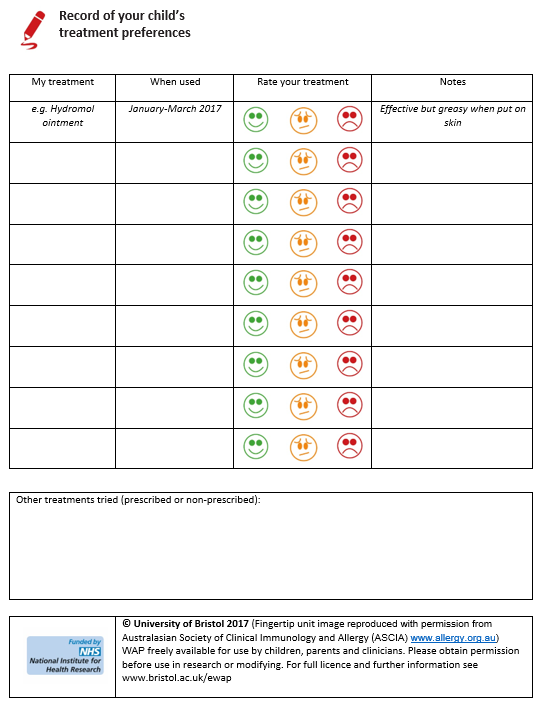 Record of your child's
treatment preferences
My treatment When used Rate your treatment Notes
e.g. Hydromol January-March 2017 Effective but greasy when put on
ointment skin
Other treatments tried (prescribed or non-prescribed):
Funded by
NHS
National Institute for
Health Research
© University of Bristol 2017 (Fingertip unit image reproduced with permission from
Australasian Society of Clinical Immunology and Allergy (ASCIA) www.allergy.org.au)
WAP freely available for use by children, parents and clinicians. Please obtain permission
before use in research or modifying. For full licence and further information see
www.bristol.ac.uk/ewap